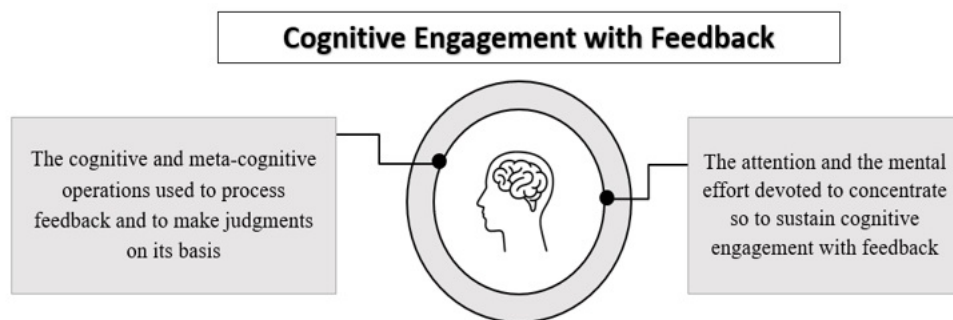 Cognitive Engagement with Feedback
The cognitive and meta-cognitive
operations used to process
feedback and to make judgments
on its basis
The attention and the mental
effort devoted to concentrate
so to sustain cognitive
engagement with feedback